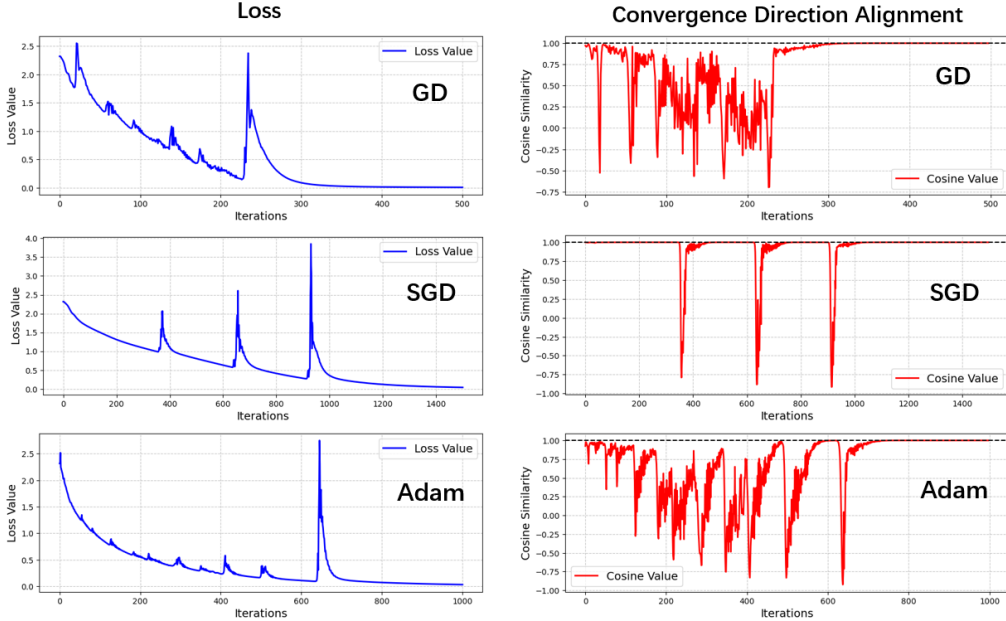 Loss
Convergence Direction Alignment
2.5
2.0
1.5
1.0
0.5
0.0
Loss Value
Loss Value
GD
0 100 200 300 400 500
Iterations
1.00
0.75
0.50
0.25
0.00
−0.25
−0.50
−0.75
Cosine Similarity
GD
Cosine Value
0 100 200 300 400 500
Iterations
4.0
3.5
3.0
2.5
2.0
1.5
1.0
0.5
0.0
Loss Value
Loss Value
SGD
0 200 400 600 800 1000 1200 1400
Iterations
1.00
0.75
0.50
0.25
0.00
−0.25
−0.50
−0.75
−1.00
Cosine Similarity
SGD
Cosine Value
0 200 400 600 800 1000 1200 1400
Iterations
2.5
2.0
1.5
1.0
0.5
0.0
Loss Value
Loss Value
Adam
0 200 400 600 800 1000
Iterations
1.00
0.75
0.50
0.25
0.00
−0.25
−0.50
−0.75
−1.00
Cosine Similarity
Adam
Cosine Value
0 200 400 600 800 1000
Iterations